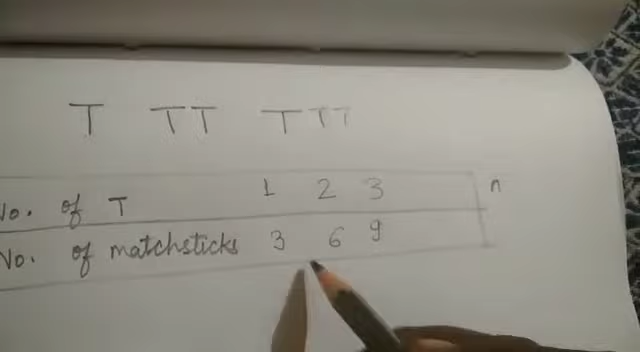 T TT TTT
No. of T 1 2 3 n
No. of matchsticks 3 6 9